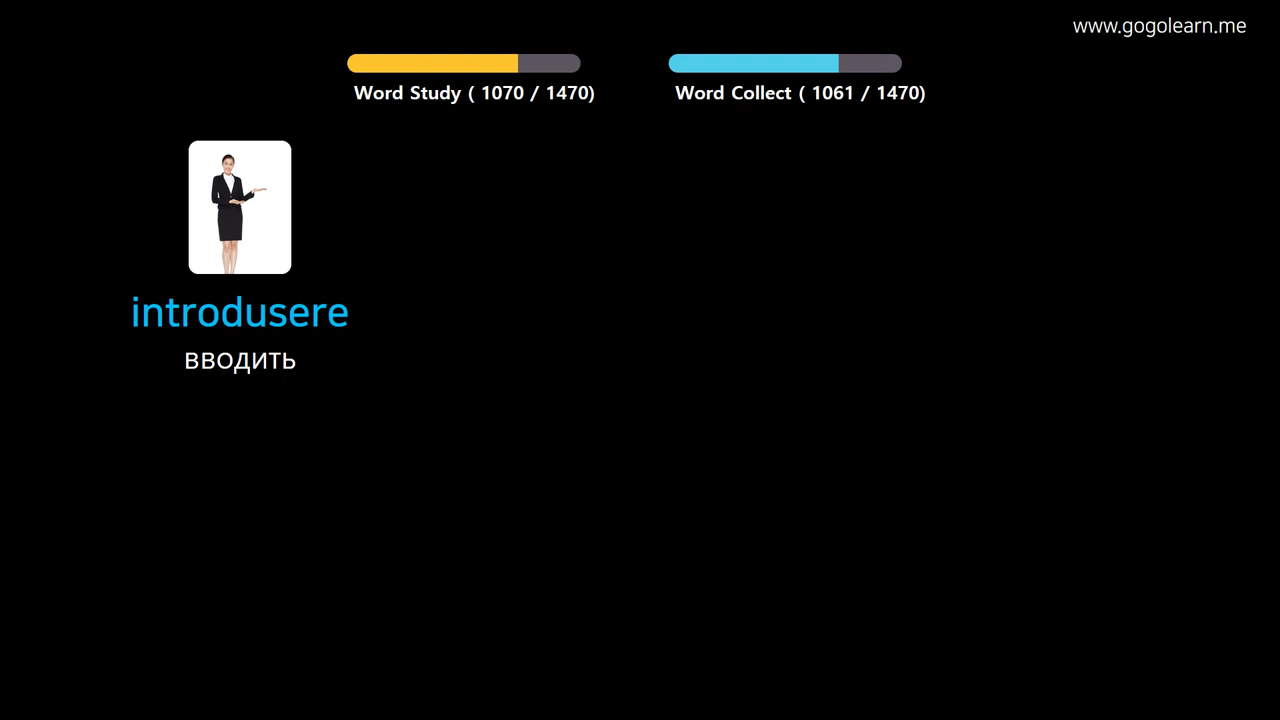 www.gogolearn.me
Word Study ( 1070 / 1470)
Word Collect ( 1061 / 1470)
introdusere
вводить